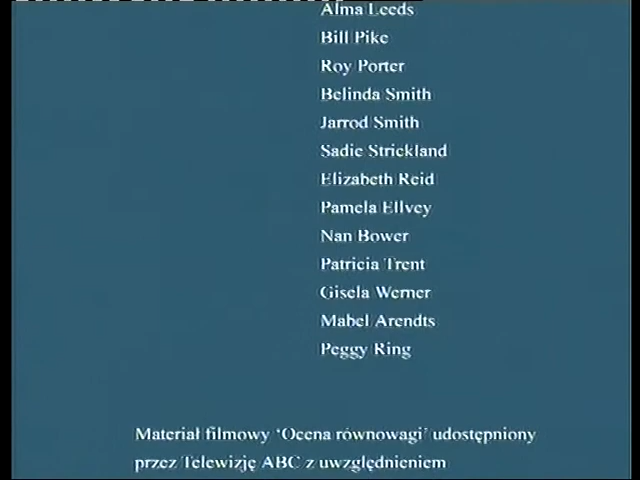 Alma Leeds
Bill Pike
Roy Porter
Belinda Smith
Jarrod Smith
Sadie Strickland
Elizabeth Reid
Pamela Ellvey
Nan Bower
Patricia Trent
Gisela Werner
Mabel Arendts
Peggy Ring
Materiał filmowy ‘Ocena równowagi’ udostępniony
przez Telewizję ABC z uwzględnieniem